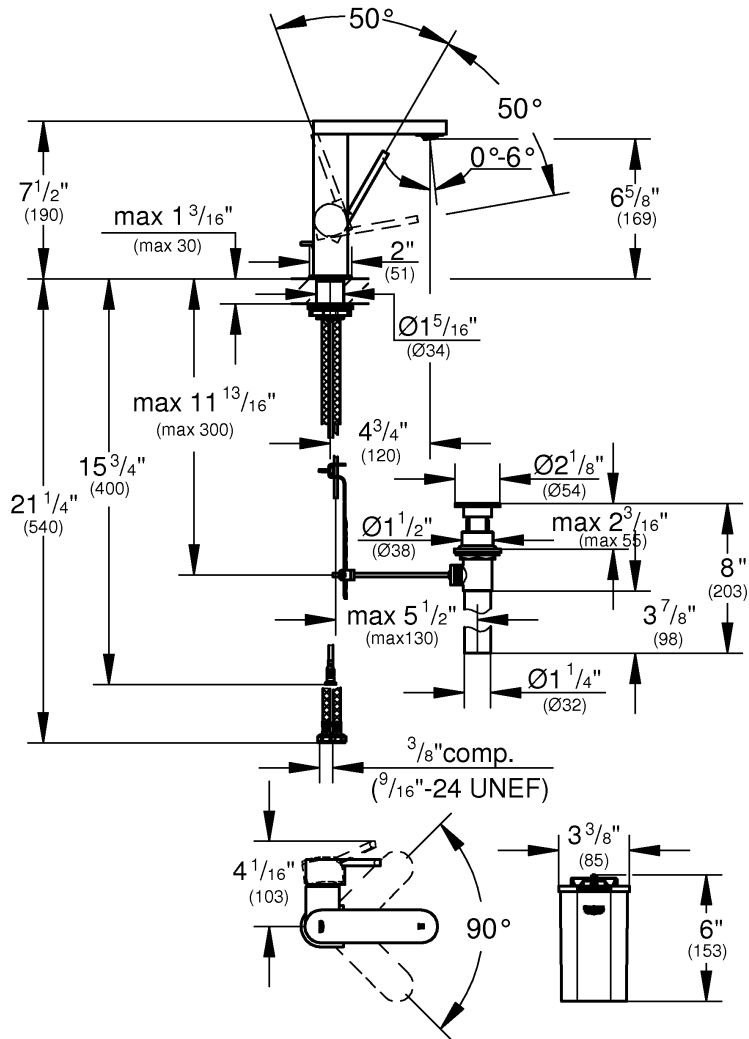 50°
50°
0°-6°
7 1/2"
(190)
6 5/8"
(169)
max 1 3/16"
(max 30)
2"
(51)
Ø1 5/16"
(Ø34)
max 11 13/16"
(max 300)
4 3/4"
(120)
15 3/4"
(400)
21 1/4"
(540)
Ø2 1/8"
(Ø54)
Ø1 1/2"
(Ø38)
max 2 3/16"
(max 55)
8"
(203)
max 5 1/2"
(max130)
3 7/8"
(98)
Ø1 1/4"
(Ø32)
3/8"comp.
(9/16"-24 UNEF)
4 1/16"
(103)
90°
3 3/8"
(85)
6"
(153)